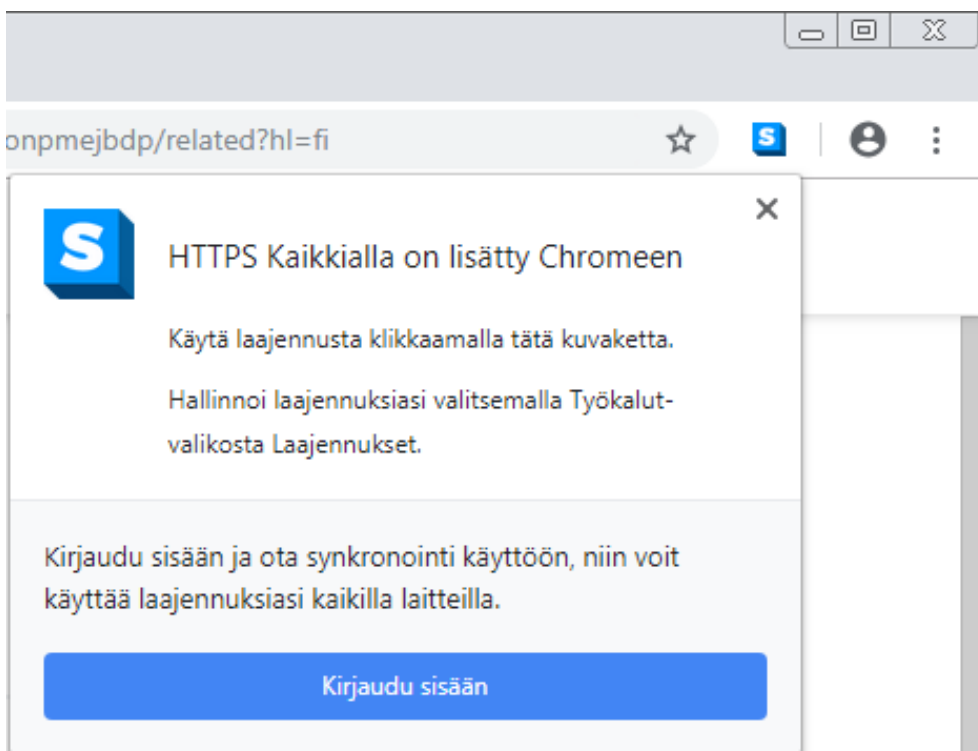 onpmejbdp/related?hl=fi
S
S
HTTPS Kaikkialla on lisätty Chromeen
Käytä laajennusta klikkaamalla tätä kuvaketta.
Hallinnoi laajennuksiasi valitsemalla Työkalut-
valikosta Laajennukset.
Kirjaudu sisään ja ota synkronointi käyttöön, niin voit
käyttää laajennuksiasi kaikilla laitteilla.
Kirjaudu sisään